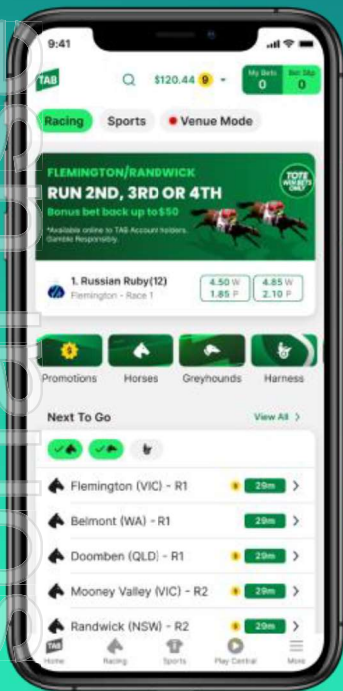 9:41
TAB
$120.44 9
My Bets
0
Bet Slip
0
Racing
Sports
Venue Mode
FLEMINGTON/RANDWICK
RUN 2ND, 3RD OR 4TH
Bonus bet back up to $50
*Available online to TAB Account holders.
Gamble Responsibly.
TOTE
WIN BETS
ONLY
1. Russian Ruby(12)
Flemington - Race 1
4.50 W
1.85 P
4.85 W
2.10 P
Promotions
Horses
Greyhounds
Harness
Next To Go
View All
Flemington (VIC) - R1
29m
Belmont (WA) - R1
29m
Doomben (QLD) - R1
29m
Mooney Valley (VIC) - R2
29m
Randwick (NSW) - R2
29m
TAB
Home
Racing
Sports
Play Central
More